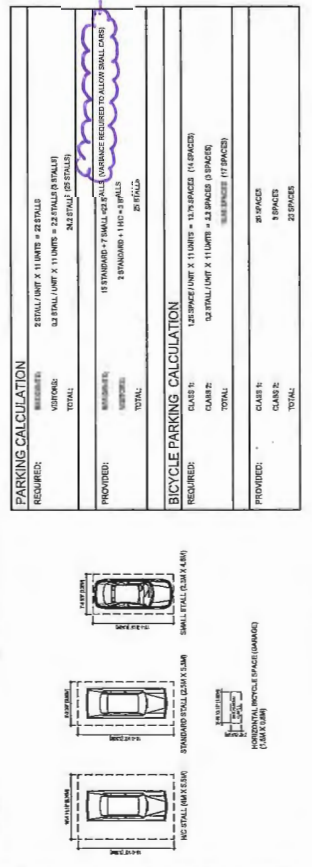 PARKING CALCULATION
REQUIRED:
2 STALL / UNIT X 11 UNITS = 22 STALLS
VISITORS: 0.2 STALL / UNIT X 11 UNITS = 2.2 STALLS (3 STALLS)
TOTAL: 24.2 (25 STALLS)
PROVIDED: 15 STANDARD + 7 SMALL = 22 STALLS (VARIANCE REQUIRED TO ALLOW SMALL CARS)
2 STANDARD + 1 H/C = 3 STALLS
TOTAL: 25 STALLS
BICYCLE PARKING CALCULATION
REQUIRED: CLASS 1: 1.25 SPACE / UNIT X 11 UNITS = 13.75 SPACES (14 SPACES)
CLASS 2: 0.2 STALL / UNIT X 11 UNITS = 2.2 SPACES (3 SPACES)
TOTAL: (17 SPACES)
PROVIDED: CLASS 1: 20 SPACES
CLASS 2: 3 SPACES
TOTAL: 23 SPACES
H/C STALL (4M X 5.5M)
STANDARD STALL (2.5M X 5.5M)
SMALL STALL (2.3M X 4.6M)
HORIZONTAL BICYCLE SPACE (GARAGE)
(1.8M X 0.6M)